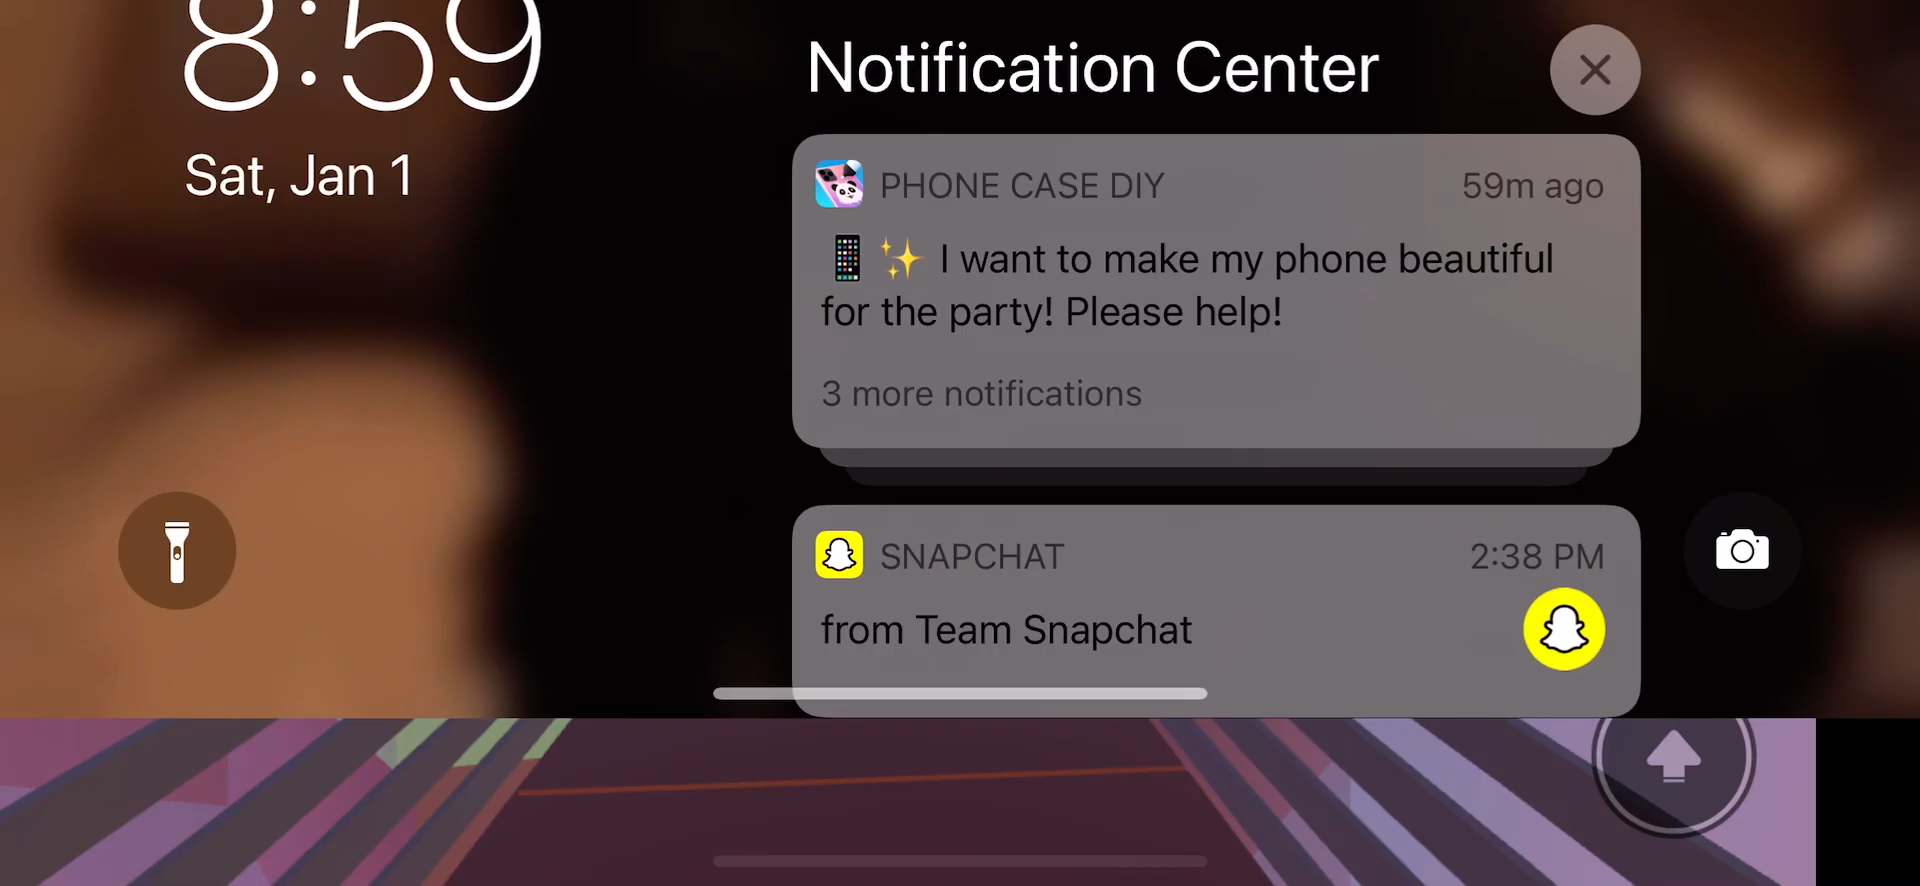 8:59
Sat, Jan 1
Notification Center
PHONE CASE DIY
59m ago
📱 ✨ I want to make my phone beautiful
for the party! Please help!
3 more notifications
SNAPCHAT
2:38 PM
from Team Snapchat